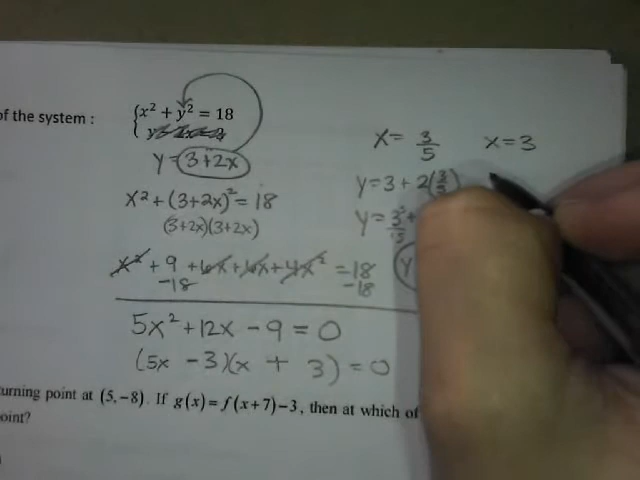 of the system :
x² + y² = 18
y = 3+2x
x² + (3+2x)² = 18
(3+2x)(3+2x)
x² + 9 + 6x + 6x + 4x² = 18
-18 -18
5x² + 12x - 9 = 0
(5x - 3)(x + 3) = 0
x = 3/5 x = 3
y = 3 + 2(3/5)
y = 3
y
urning point at (5, −8). If g(x) = f(x+7) − 3, then at which of
oint?